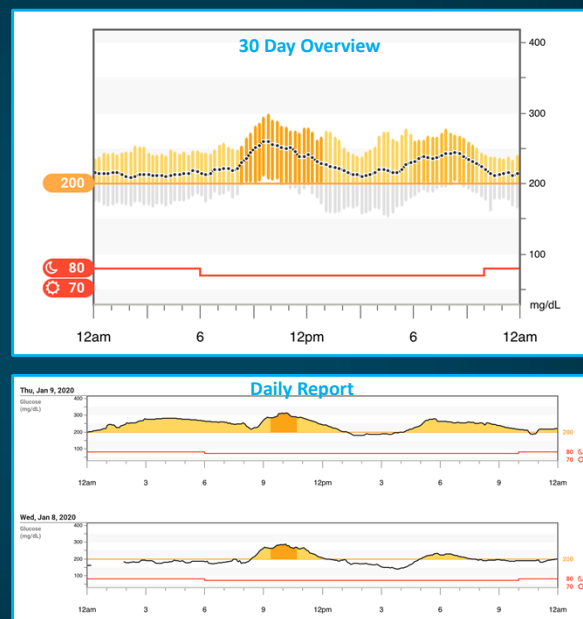 30 Day Overview
400
300
200
200
100
80
70
mg/dL
12am 6 12pm 6 12am
Daily Report
Thu, Jan 9, 2020
Glucose
(mg/dL)
400
300
200
200
100
80
70
12am 3 6 9 12pm 3 6 9 12am
Wed, Jan 8, 2020
Glucose
(mg/dL)
400
300
200
200
100
80
70
12am 3 6 9 12pm 3 6 9 12am